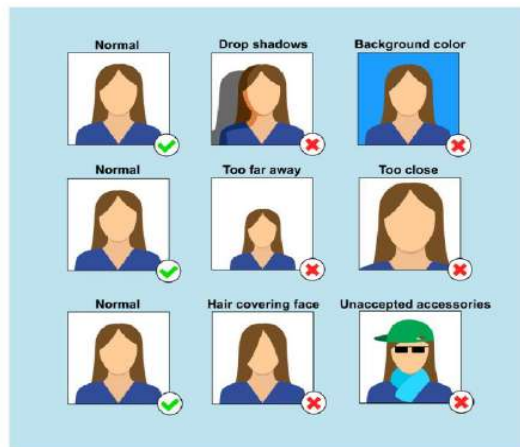 Normal
Drop shadows
Background color
Normal
Too far away
Too close
Normal
Hair covering face
Unaccepted accessories